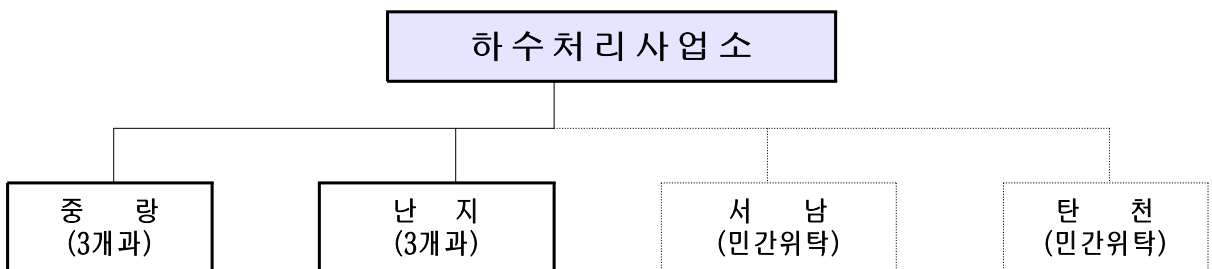 하수처리사업소
중 랑
(3개과)
난 지
(3개과)
서 남
(민간위탁)
탄 천
(민간위탁)